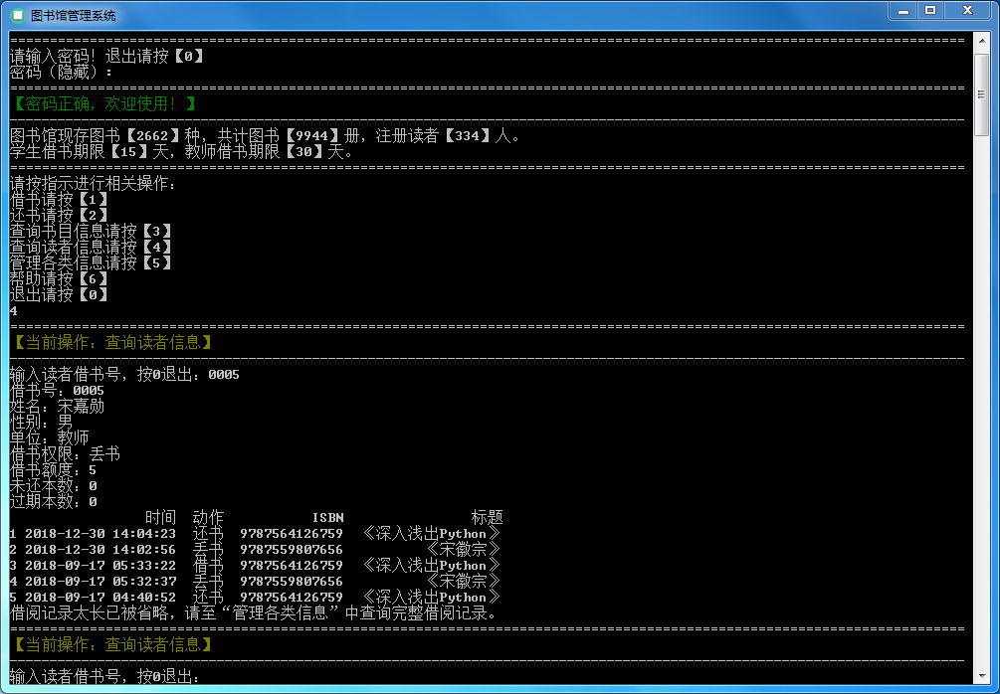 图书馆管理系统
请输入密码！退出请按【0】
密码（隐藏）：
【密码正确，欢迎使用！】
图书馆现存图书【2662】种，共计图书【9944】册，注册读者【334】人。
学生借书期限【15】天，教师借书期限【30】天。
请按指示进行相关操作：
借书请按【1】
还书请按【2】
查询书目信息请按【3】
查询读者信息请按【4】
管理各类信息请按【5】
帮助请按【6】
退出请按【0】
4
【当前操作：查询读者信息】
输入读者借书号，按0退出：0005
借书号：0005
姓名：宋嘉勋
性别：男
单位：教师
借书权限：丢书
借书额度：5
未还本数：0
过期本数：0
时间 动作 ISBN 标题
1 2018-12-30 14:04:23 还书 9787564126759 《深入浅出Python》
2 2018-12-30 14:02:56 丢书 9787559807656 《宋徽宗》
3 2018-09-17 05:33:22 借书 9787564126759 《深入浅出Python》
4 2018-09-17 05:32:37 丢书 9787559807656 《宋徽宗》
5 2018-09-17 04:40:52 还书 9787564126759 《深入浅出Python》
借阅记录太长已被省略，请至“管理各类信息”中查询完整借阅记录。
【当前操作：查询读者信息】
输入读者借书号，按0退出：